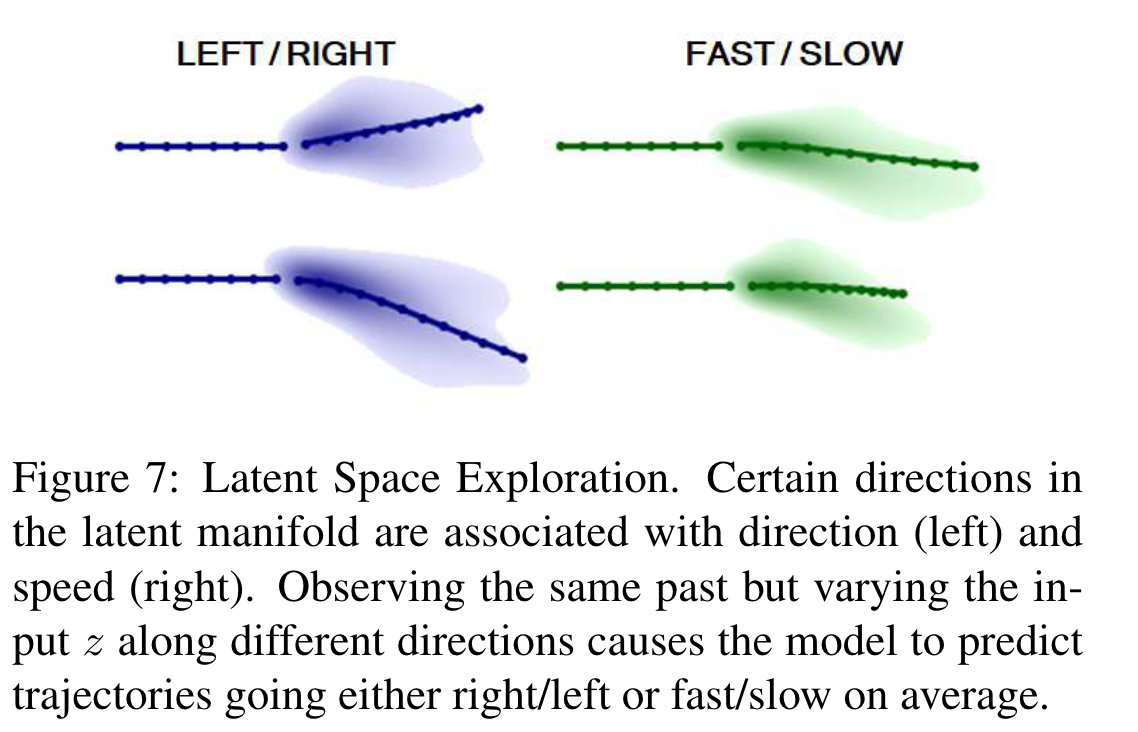 LEFT / RIGHT
FAST / SLOW
Figure 7: Latent Space Exploration. Certain directions in
the latent manifold are associated with direction (left) and
speed (right). Observing the same past but varying the in-
put z along different directions causes the model to predict
trajectories going either right/left or fast/slow on average.